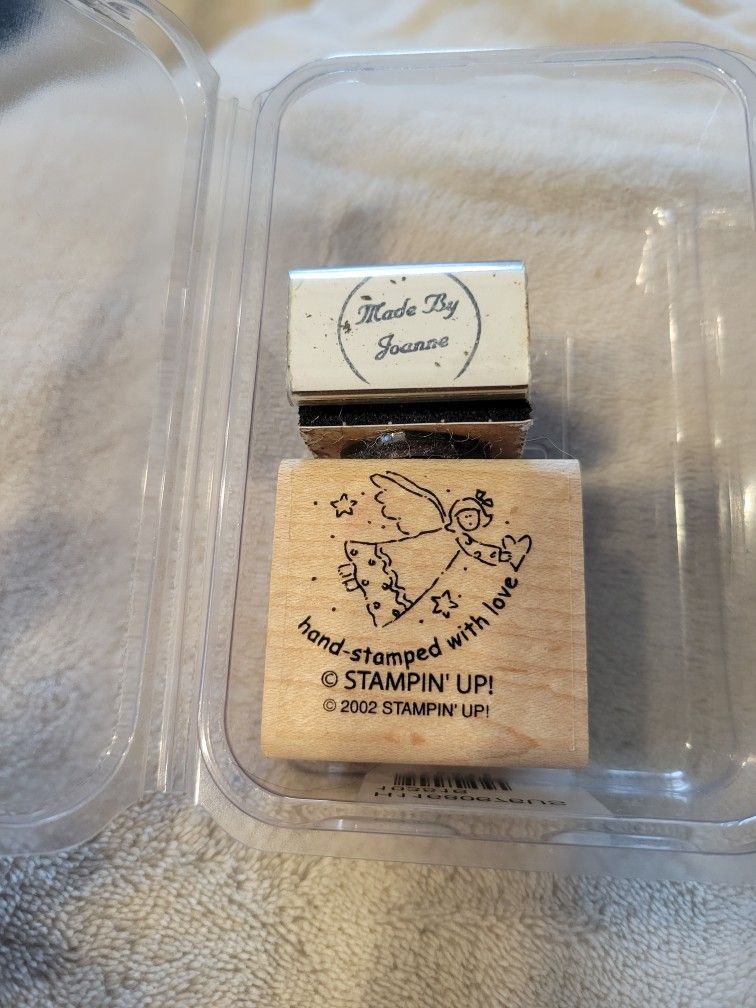 Made By
Joanne
hand-stamped with love
© STAMPIN' UP!
© 2002 STAMPIN' UP!